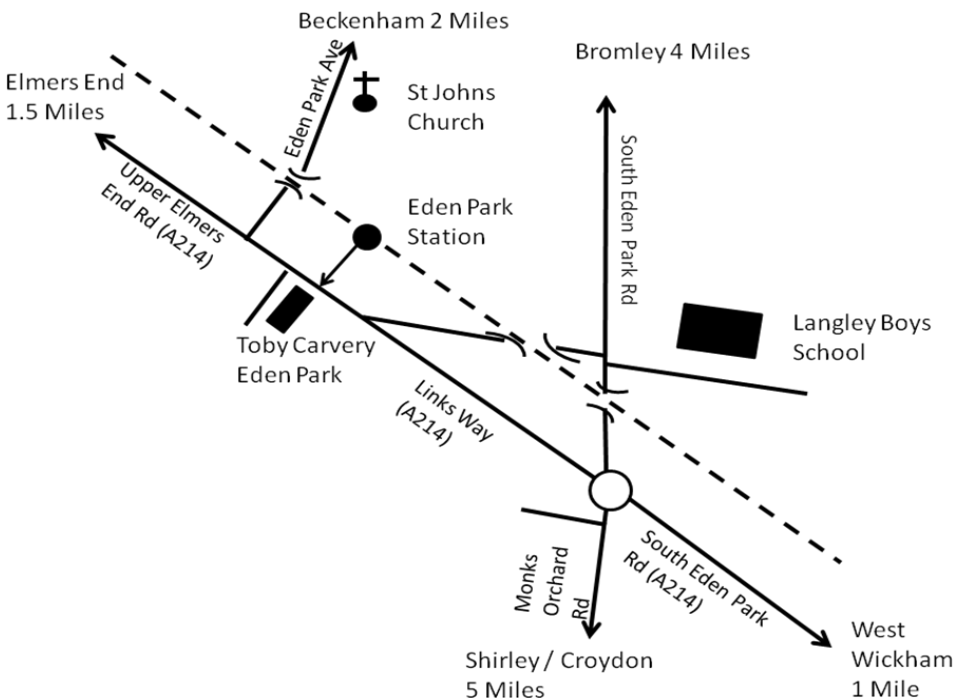 Beckenham 2 Miles
Bromley 4 Miles
Elmers End
1.5 Miles
Eden Park Ave
St Johns
Church
Upper Elmers
End Rd (A214)
Eden Park
Station
South Eden Park Rd
Toby Carvery
Eden Park
Langley Boys
School
Links Way
(A214)
Monks
Orchard
Rd
South Eden Park
Rd (A214)
Shirley / Croydon
5 Miles
West
Wickham
1 Mile